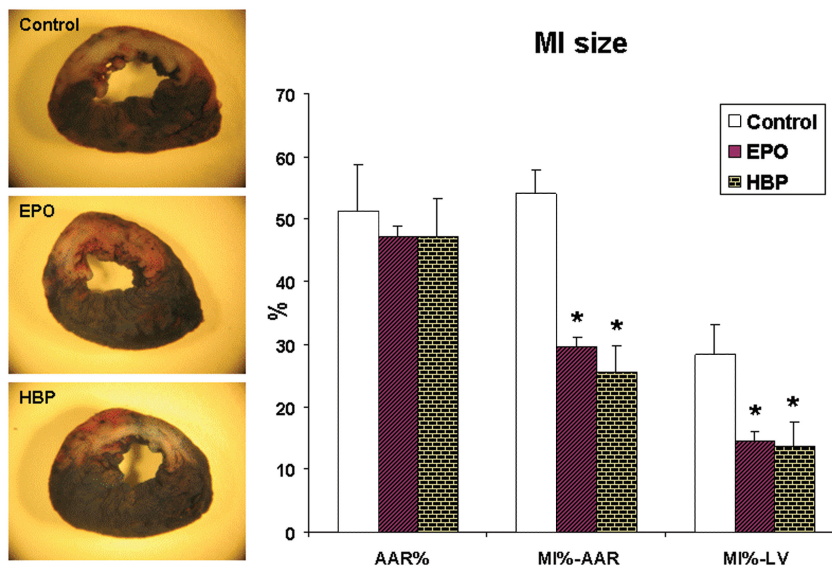 Control
EPO
HBP
MI size
70
60
50
40
30
20
10
0
%
Control
EPO
HBP
* *
* *
AAR%
MI%-AAR
MI%-LV